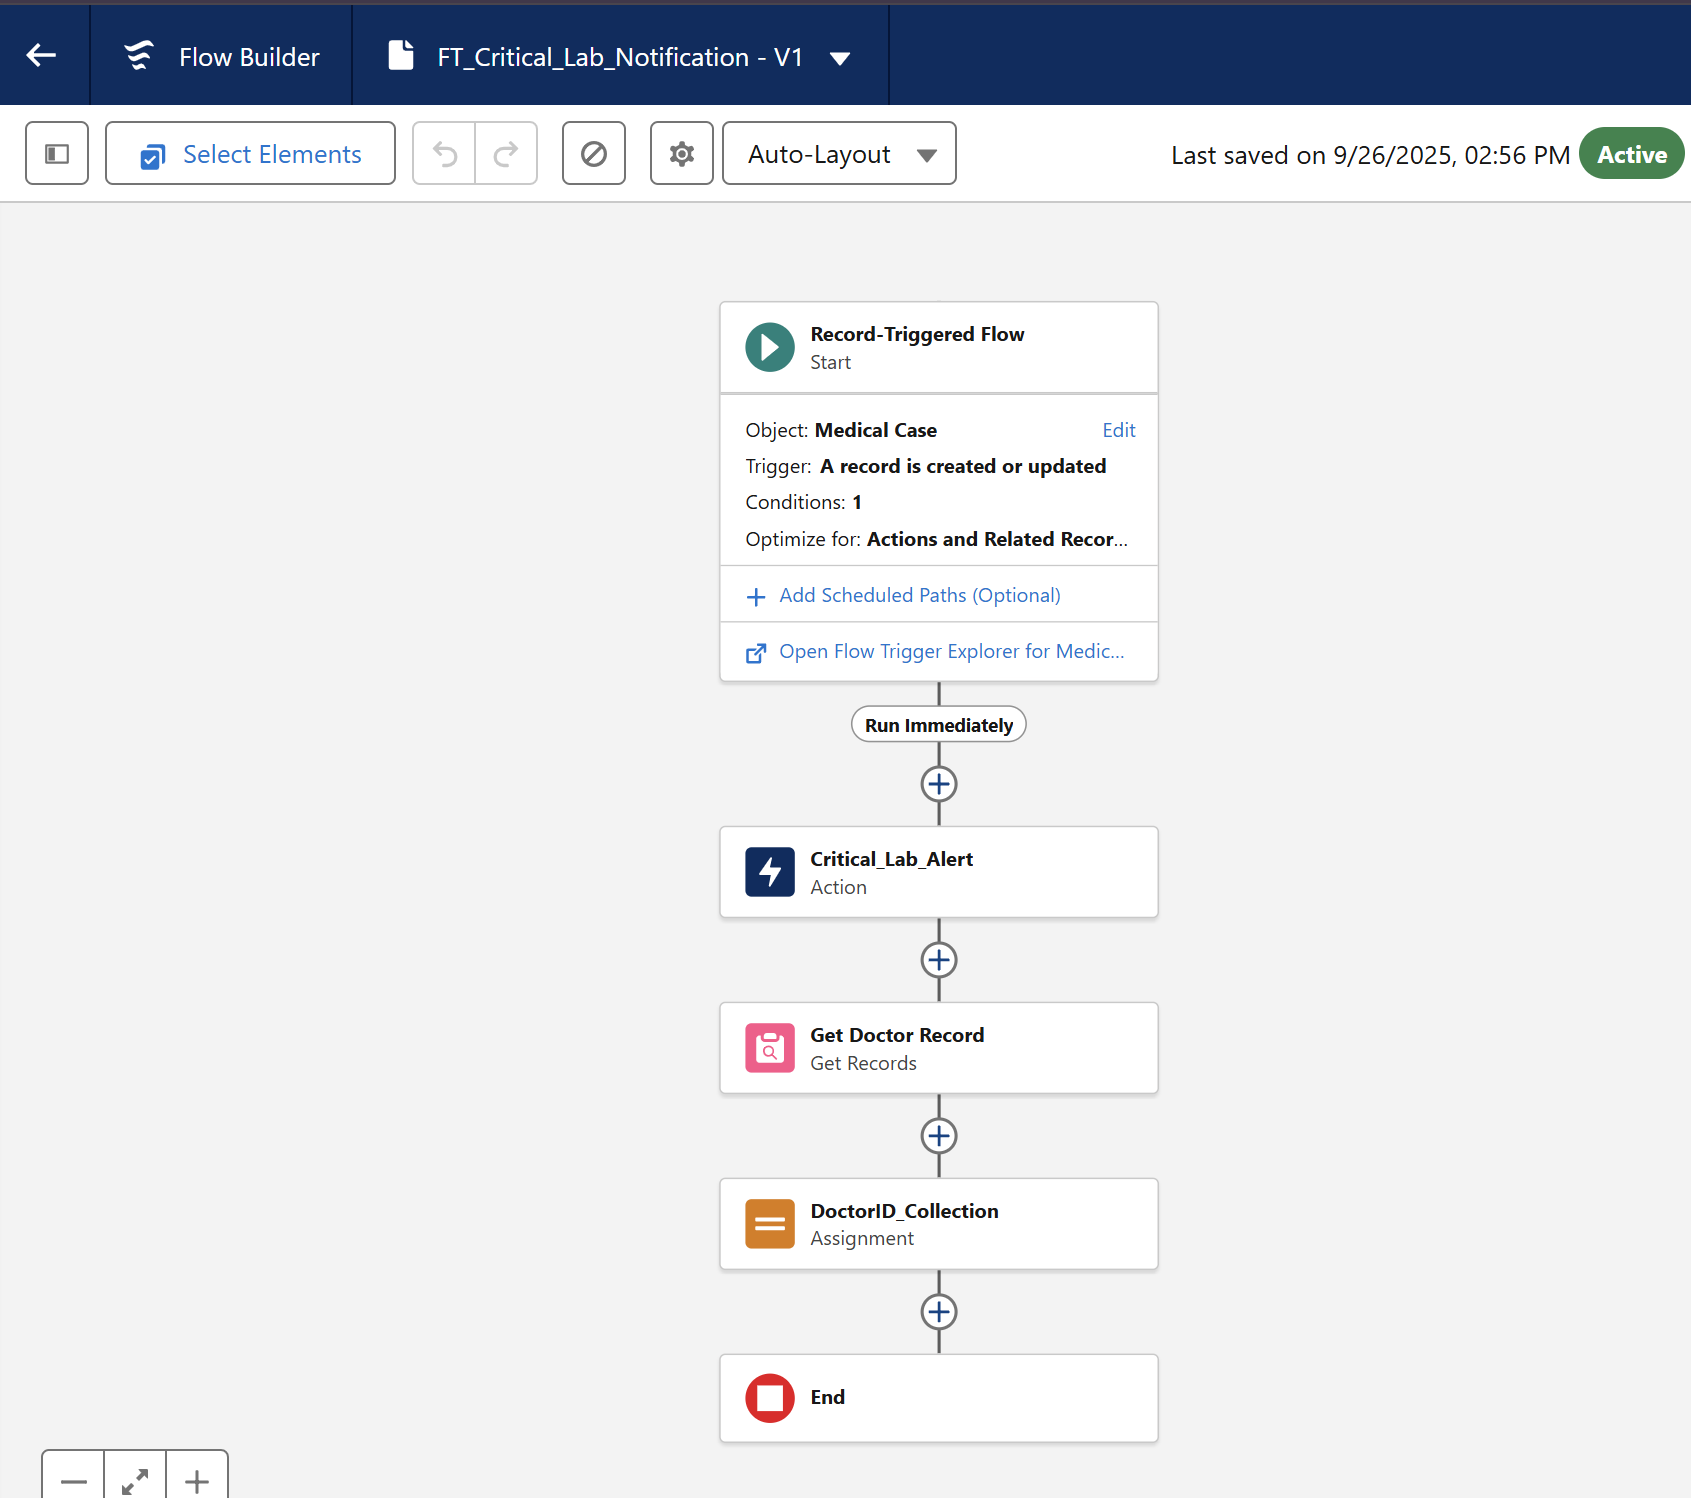 Flow Builder
FT_Critical_Lab_Notification - V1
Select Elements
Auto-Layout
Last saved on 9/26/2025, 02:56 PM
Active
Record-Triggered Flow
Start
Object: Medical Case
Edit
Trigger: A record is created or updated
Conditions: 1
Optimize for: Actions and Related Recor...
Add Scheduled Paths (Optional)
Open Flow Trigger Explorer for Medic...
Run Immediately
Critical_Lab_Alert
Action
Get Doctor Record
Get Records
DoctorID_Collection
Assignment
End